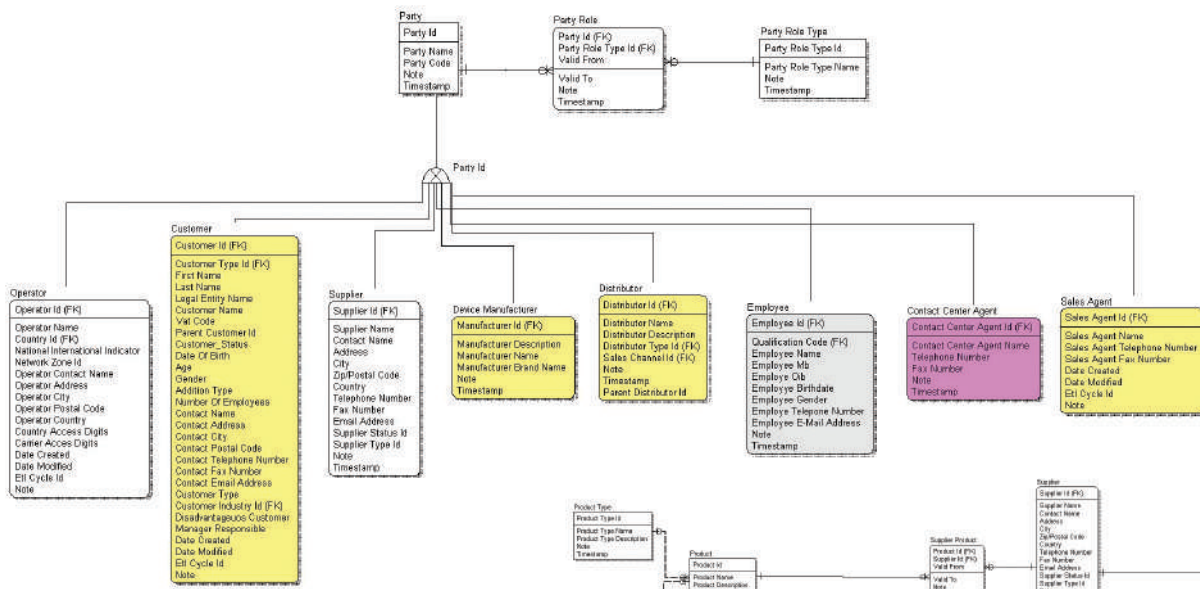 Party
Party Id
Party Name
Party Code
Note
Timestamp
Party Role
Party Id (FK)
Party Role Type Id (FK)
Valid From
Valid To
Note
Timestamp
Party Role Type
Party Role Type Id
Party Role Type Name
Note
Timestamp
Party Id
Operator
Operator Id (FK)
Operator Name
Country Id (FK)
National International Indicator
Network Zone Id
Operator Contact Name
Operator Address
Operator City
Operator Postal Code
Operator Country
Country Access Digits
Carrier Acces Digits
Date Created
Date Modified
Etl Cycle Id
Note
Customer
Customer Id (FK)
Customer Type Id (FK)
First Name
Last Name
Legal Entity Name
Customer Name
Vat Code
Parent Customer Id
Customer_Status
Date Of Birth
Age
Gender
Addition Type
Number Of Employees
Contact Name
Contact Address
Contact City
Contact Postal Code
Contact Telephone Number
Contact Fax Number
Contact Email Address
Customer Type
Customer Industry Id (FK)
Disadvantageuos Customer
Manager Responsible
Date Created
Date Modified
Etl Cycle Id
Note
Supplier
Supplier Id (FK)
Supplier Name
Contact Name
Address
City
Zip/Postal Code
Country
Telephone Number
Fax Number
Email Address
Supplier Status Id
Supplier Type Id
Note
Timestamp
Device Manufacturer
Manufacturer Id (FK)
Manufacturer Description
Manufacturer Name
Manufacturer Brand Name
Note
Timestamp
Distributor
Distributor Id (FK)
Distributor Name
Distributor Description
Distributor Type Id (FK)
Sales Channel Id (FK)
Note
Timestamp
Parent Distributor Id
Employee
Employee Id (FK)
Qualification Code (FK)
Employee Name
Employee Mb
Employe Oib
Employye Birthdate
Employee Gender
Employe Telepone Number
Employee E-Mail Address
Note
Timestamp
Contact Center Agent
Contact Center Agent Id (FK)
Contact Center Agent Name
Telephone Number
Fax Number
Note
Timestamp
Sales Agent
Sales Agent Id (FK)
Sales Agent Name
Sales Agent Telephone Number
Sales Agent Fax Number
Date Created
Date Modified
Etl Cycle Id
Note
Product Type
Product Type Id
Product Type Name
Product Type Description
Note
Timestamp
Product
Product Id
Product Name
Product Description
Supplier Product
Product Id (FK)
Supplier Id (FK)
Valid From
Valid To
Note
Supplier
Supplier Id (FK)
Supplier Name
Contact Name
Address
City
Zip/Postal Code
Country
Telephone Number
Fax Number
Email Address
Supplier Status Id
Supplier Type Id